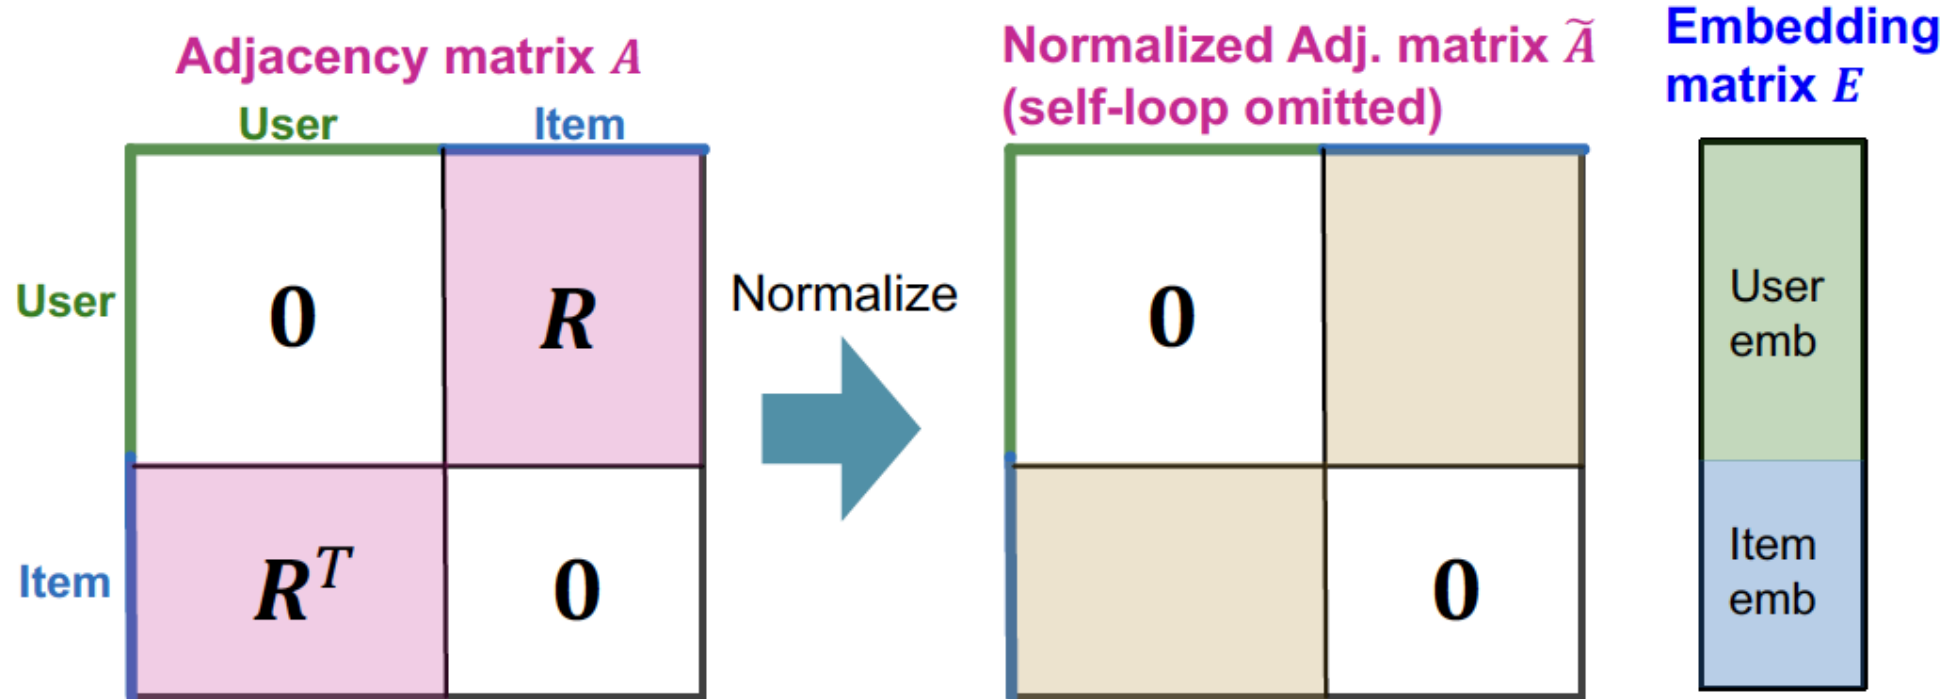 Adjacency matrix A
User Item
User
0 R
Item
Rᵀ 0
Normalize
Normalized Adj. matrix Ã
(self-loop omitted)
0
0
Embedding
matrix E
User
emb
Item
emb